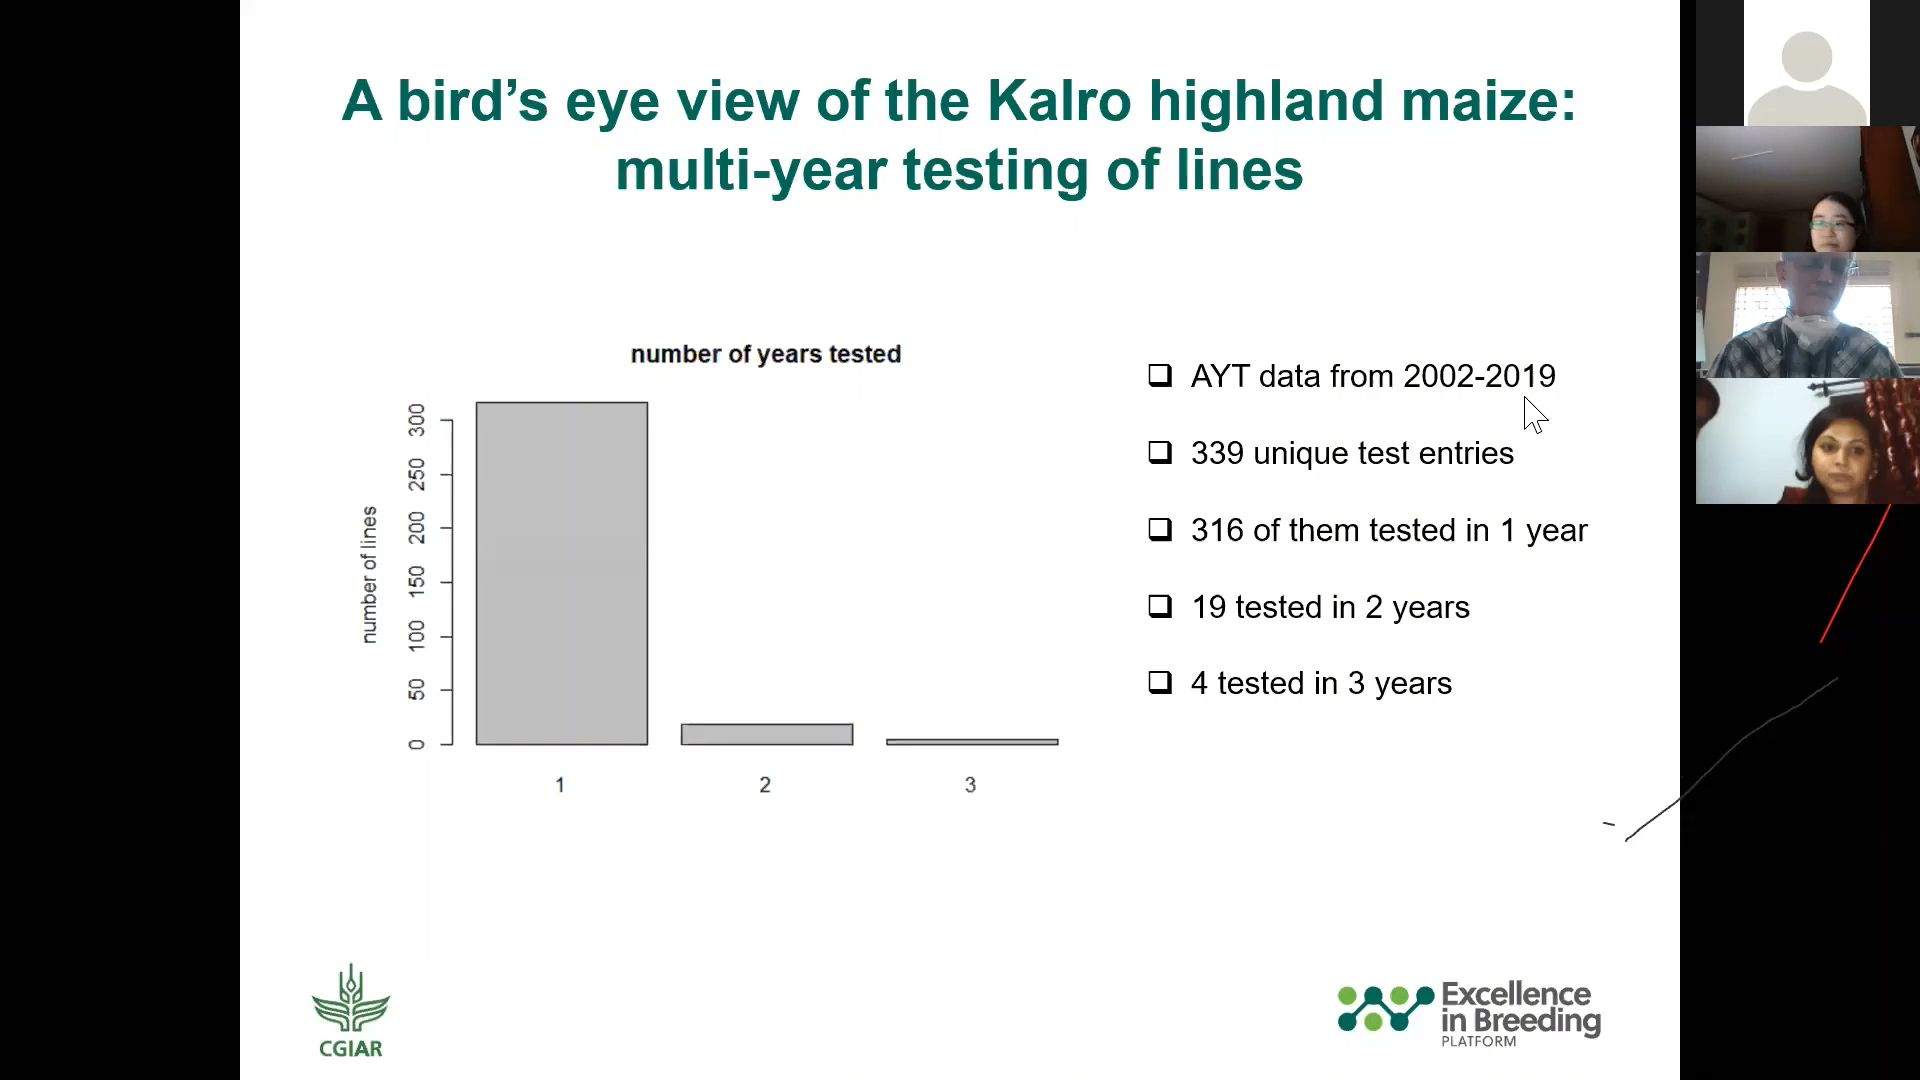 A bird’s eye view of the Kalro highland maize:
multi-year testing of lines
number of years tested
number of lines
300
250
200
150
100
50
0
1
2
3
AYT data from 2002-2019
339 unique test entries
316 of them tested in 1 year
19 tested in 2 years
4 tested in 3 years
CGIAR
Excellence
in Breeding
PLATFORM